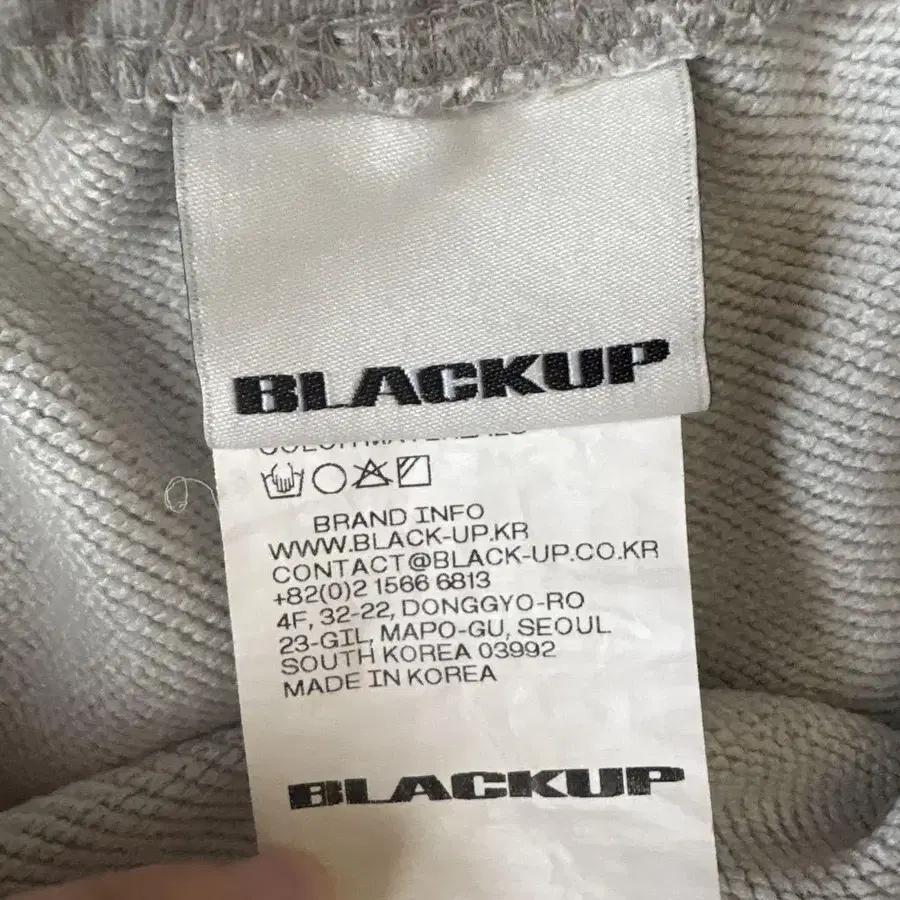 BLACKUP
BRAND INFO
WWW.BLACK-UP.KR
CONTACT@BLACK-UP.CO.KR
+82(0)2 1566 6813
4F, 32-22, DONGGYO-RO
23-GIL, MAPO-GU, SEOUL
SOUTH KOREA 03992
MADE IN KOREA
BLACKUP